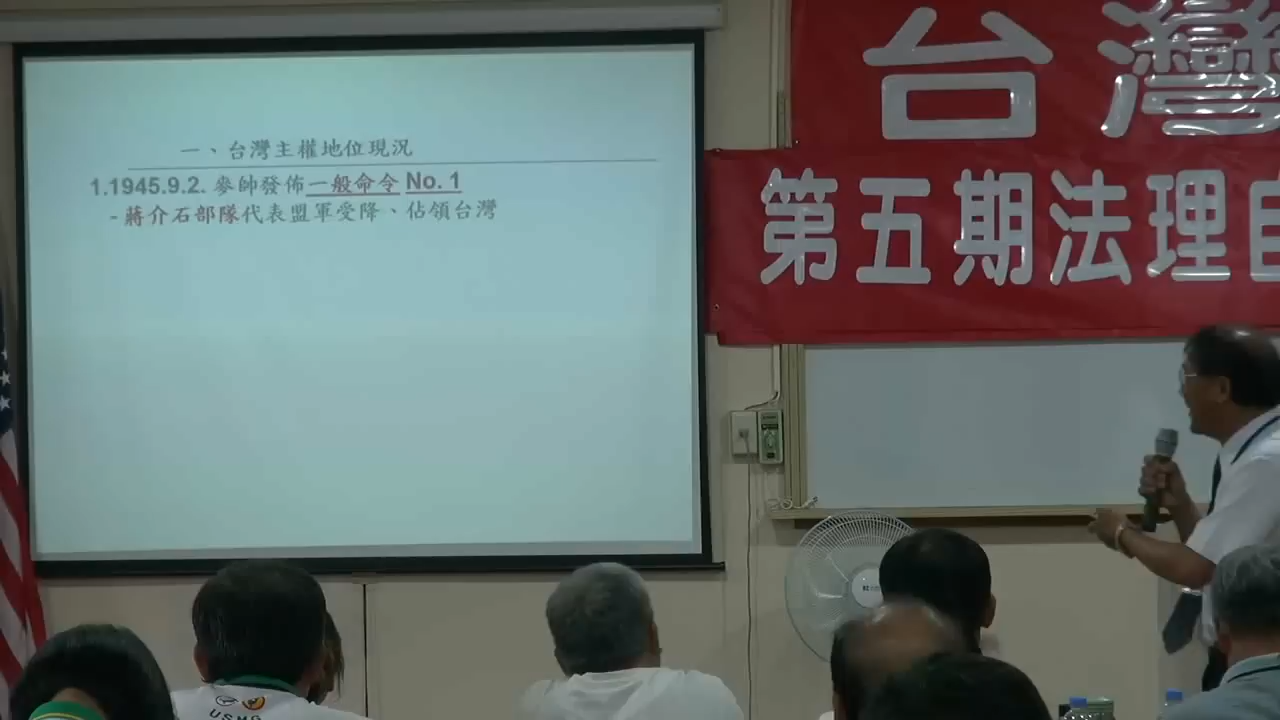 一、台灣主權地位現況
1.1945.9.2. 麥帥發佈一般命令 No. 1
- 蔣介石部隊代表盟軍受降、佔領台灣
台灣
第五期法理自
USMG